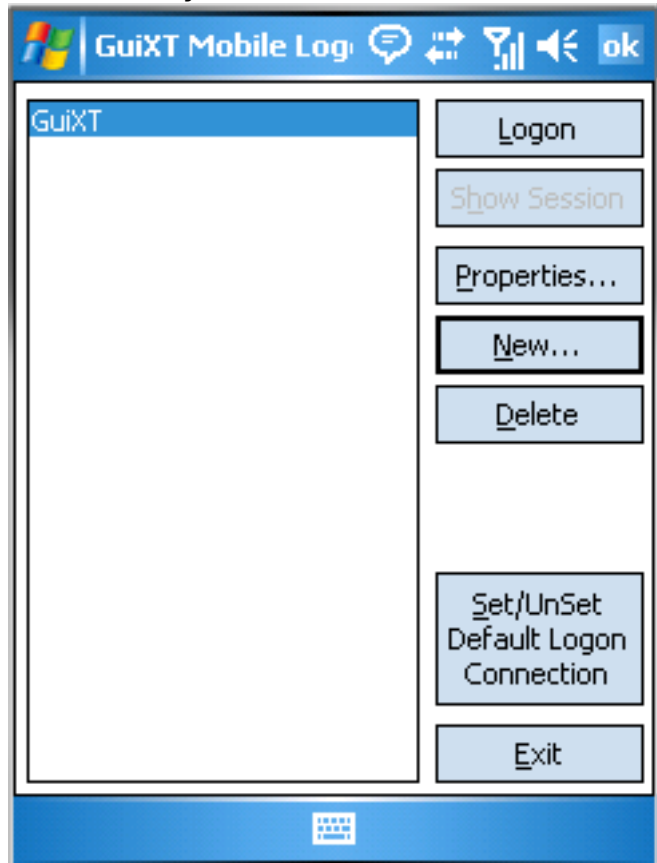 GuiXT Mobile Log
ok
GuiXT
Logon
Show Session
Properties...
New...
Delete
Set/UnSet
Default Logon
Connection
Exit